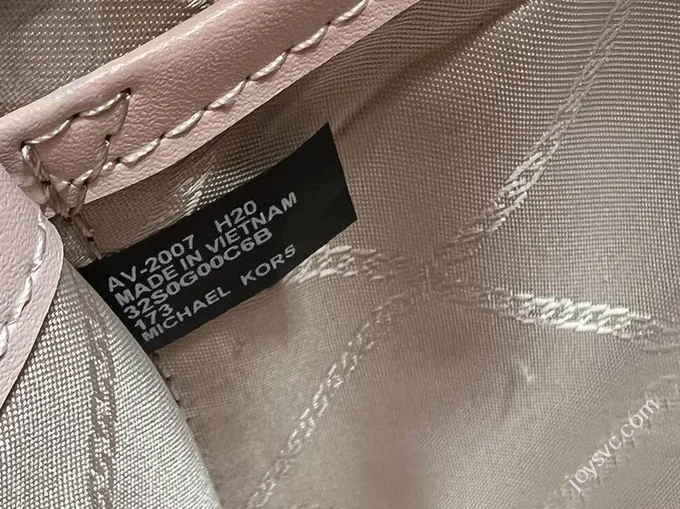 AV-2007 H20
MADE IN VIETNAM
32S0G00C6B
173
MICHAEL KORS
joysvc.com